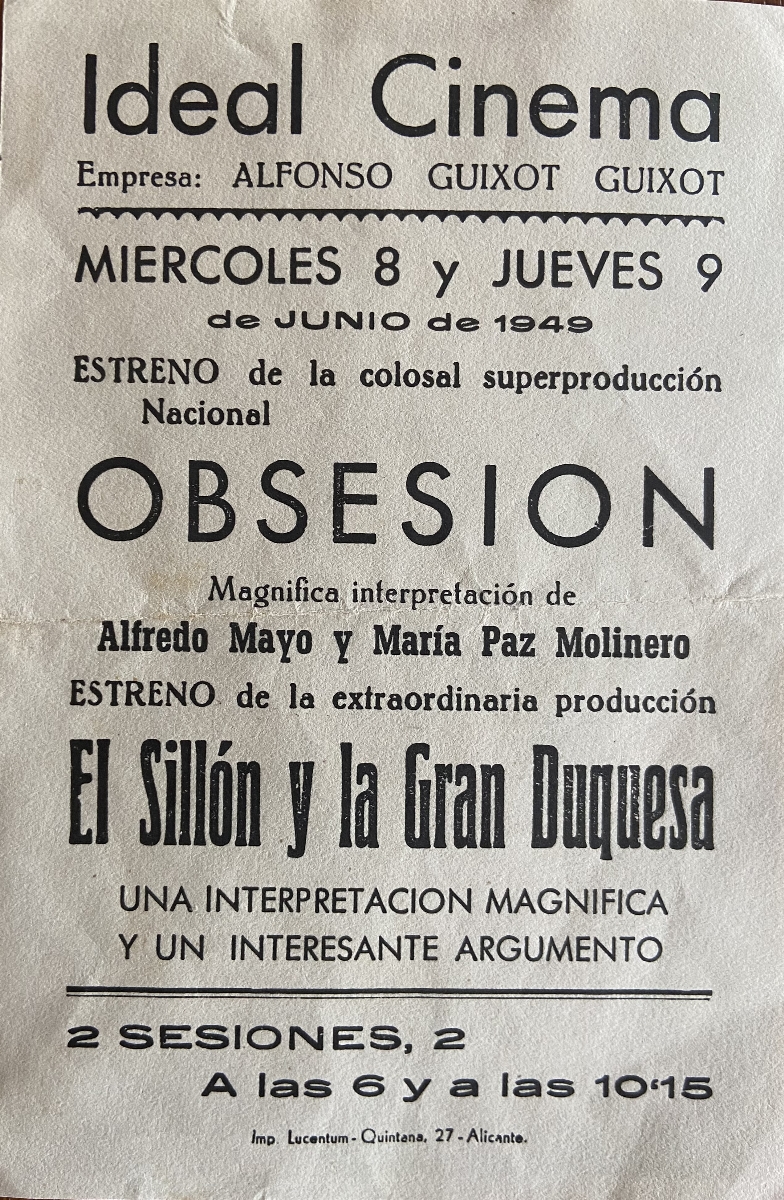 Ideal Cinema
Empresa: ALFONSO GUIXOT GUIXOT
MIERCOLES 8 y JUEVES 9
de JUNIO de 1949
ESTRENO de la colosal superproducción
Nacional
OBSESION
Magnifica interpretación de
Alfredo Mayo y María Paz Molinero
ESTRENO de la extraordinaria producción
El Sillón y la Gran Duquesa
UNA INTERPRETACION MAGNIFICA
Y UN INTERESANTE ARGUMENTO
2 SESIONES, 2
A las 6 y a las 10‘15
Imp. Lucentum - Quintana, 27 - Alicante.